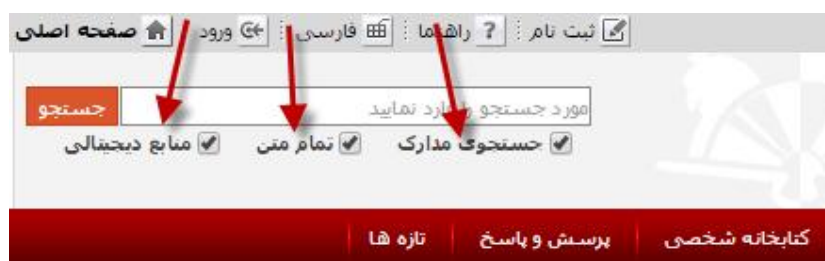 ثبت نام ? راهنما فارسی ورود صفحه اصلی
مورد جستجو را وارد نمایید جستجو
جستجوی مدارک تمام متن منابع دیجیتالی
کتابخانه شخصی پرسش و پاسخ تازه ها